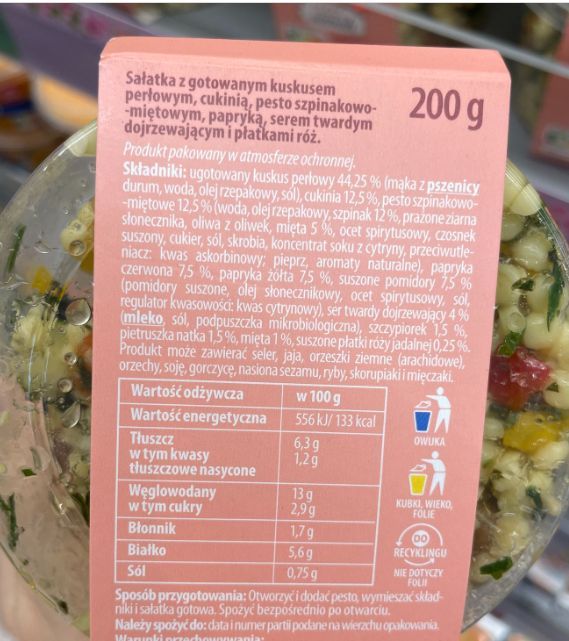 Sałatka z gotowanym kuskusem
perłowym, cukinią, pesto szpinakowo-
-miętowym, papryką, serem twardym
dojrzewającym i płatkami róż.
200 g
Produkt pakowany w atmosferze ochronnej.
Składniki: ugotowany kuskus perłowy 44,25 % (mąka z pszenicy
durum, woda, olej rzepakowy, sól), cukinia 12,5 %, pesto szpinakowo-
-miętowe 12,5 % (woda, olej rzepakowy, szpinak 12 %, prażone ziarna
słonecznika, oliwa z oliwek, mięta 5 %, ocet spirytusowy, czosnek
suszony, cukier, sól, skrobia, koncentrat soku z cytryny, przeciwutle-
niacz: kwas askorbinowy; pieprz, aromaty naturalne), papryka
czerwona 7,5 %, papryka żółta 7,5 %, suszone pomidory 7,5 %
(pomidory suszone, olej słonecznikowy, ocet spirytusowy, sól,
regulator kwasowości: kwas cytrynowy), ser twardy dojrzewający 4 %
(mleko, sól, podpuszczka mikrobiologiczna), szczypiorek 1,5 %,
pietruszka natka 1,5 %, mięta 1 %, suszone płatki róży jadalnej 0,25 %.
Produkt może zawierać seler, jaja, orzeszki ziemne (arachidowe),
orzechy, soję, gorczycę, nasiona sezamu, ryby, skorupiaki i mięczaki.
Wartość odżywcza w 100 g
Wartość energetyczna 556 kJ/ 133 kcal
Tłuszcz 6,3 g
w tym kwasy 1,2 g
tłuszczowe nasycone
Węglowodany 13 g
w tym cukry 2,9 g
Błonnik 1,7 g
Białko 5,6 g
Sól 0,75 g
OWIJKA
KUBKI, WIEKO,
FOLIE
RECYKLINGU
NIE DOTYCZY
FOLII
Sposób przygotowania: Otworzyć i dodać pesto, wymieszać skład-
niki i sałatka gotowa. Spożyć bezpośrednio po otwarciu.
Należy spożyć do: data i numer partii podane na wierzchu opakowania.
Warunki przechowywania: